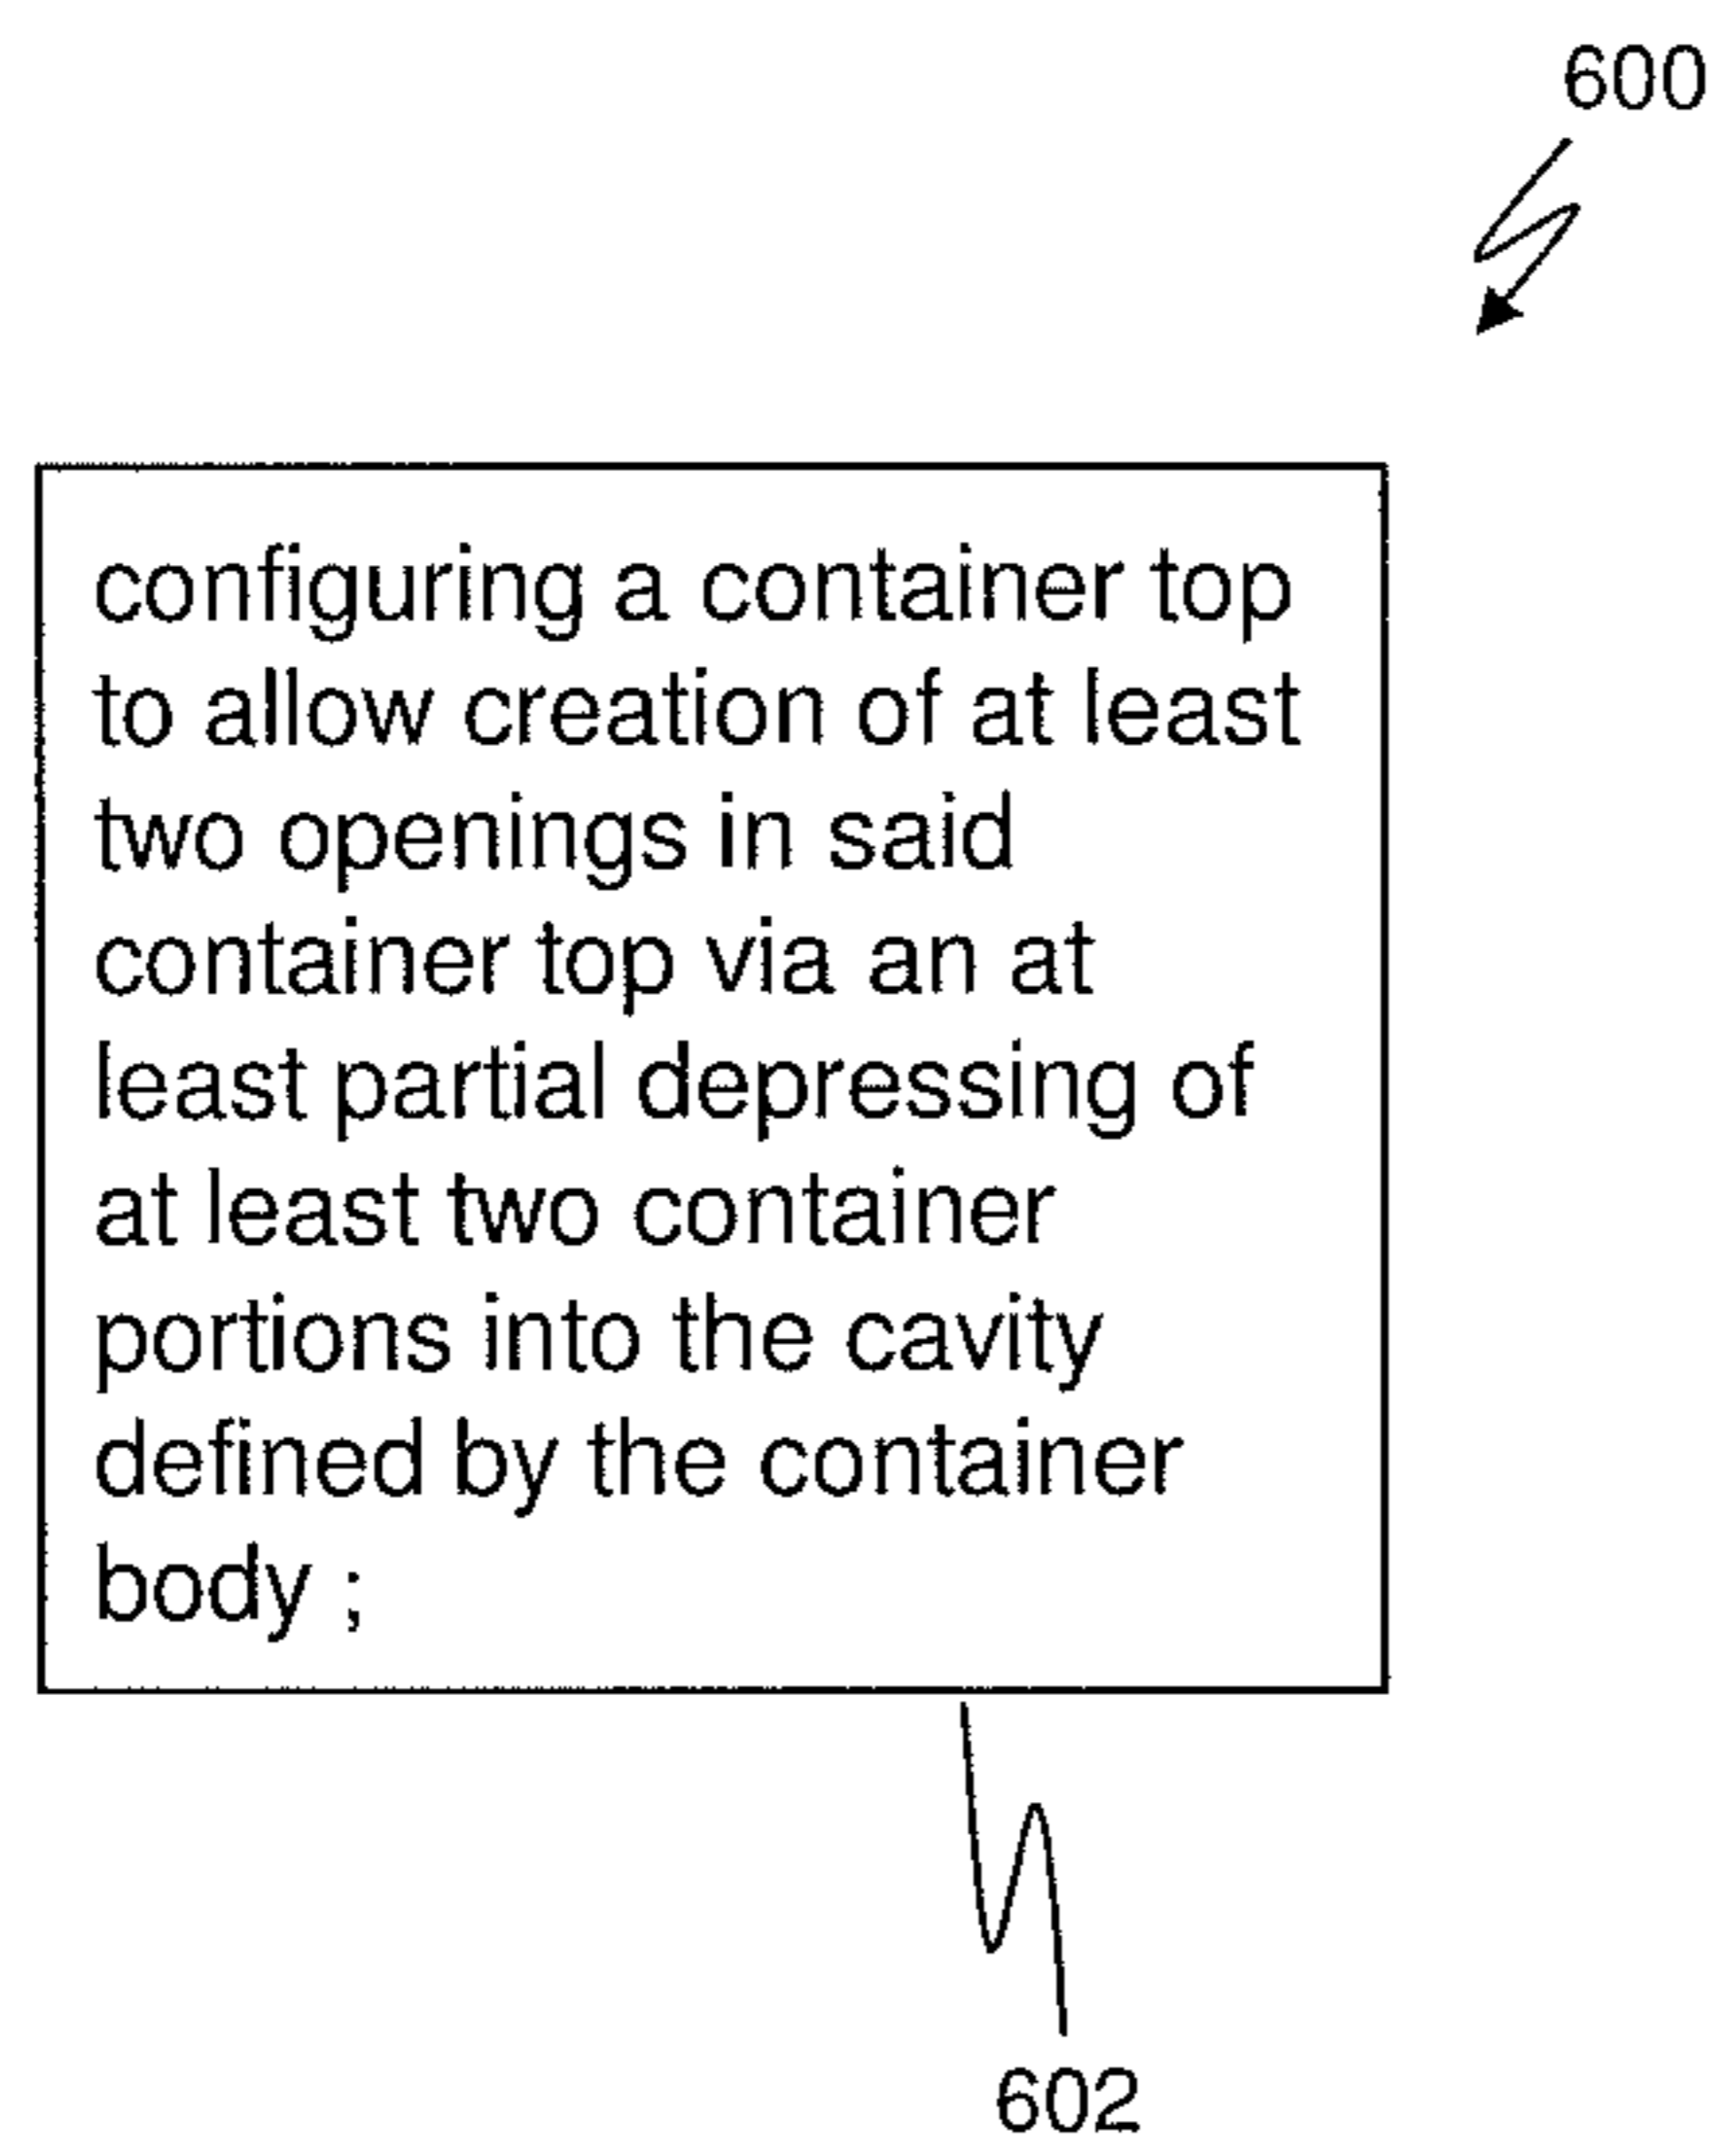 600
configuring a container top
to allow creation of at least
two openings in said
container top via an at
least partial depressing of
at least two container
portions into the cavity
defined by the container
body ;
602